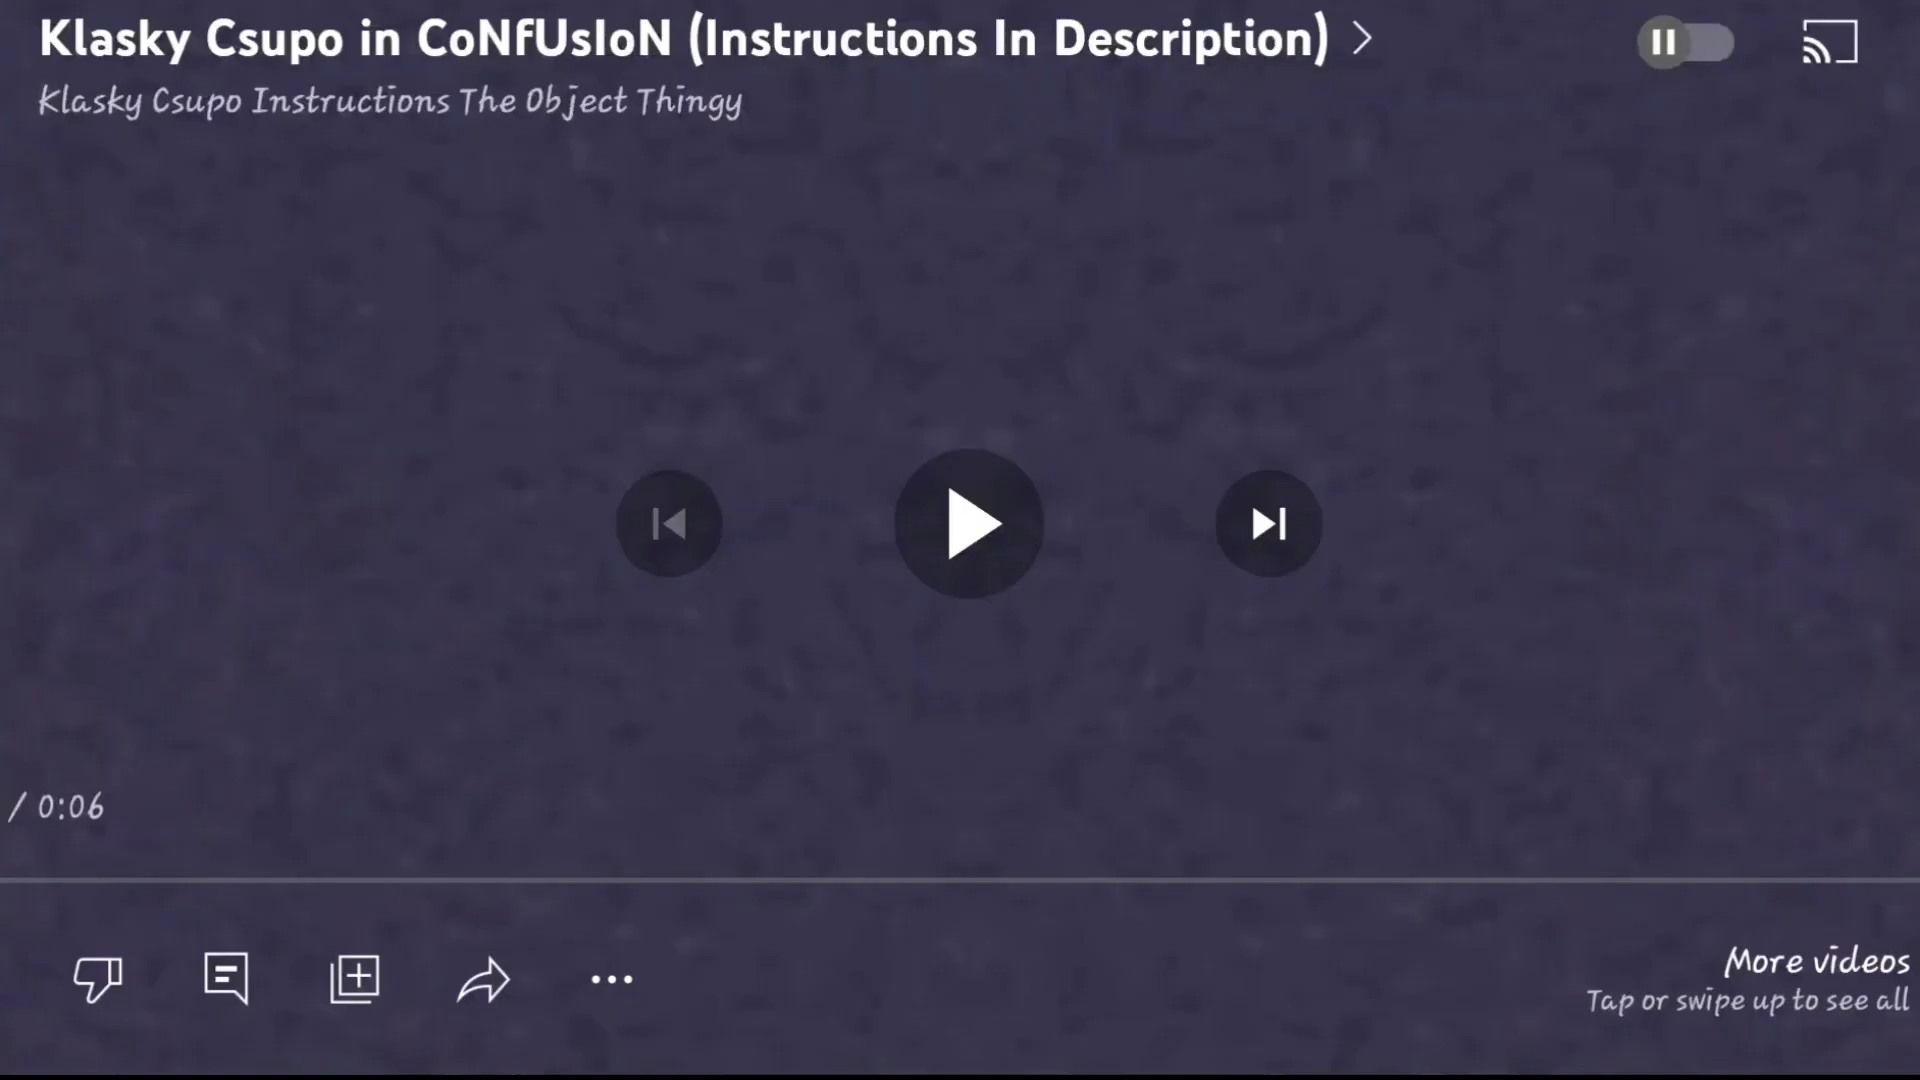 Klasky Csupo in CoNfUsIoN (Instructions In Description)
Klasky Csupo Instructions The Object Thingy
/ 0:06
More videos
Tap or swipe up to see all